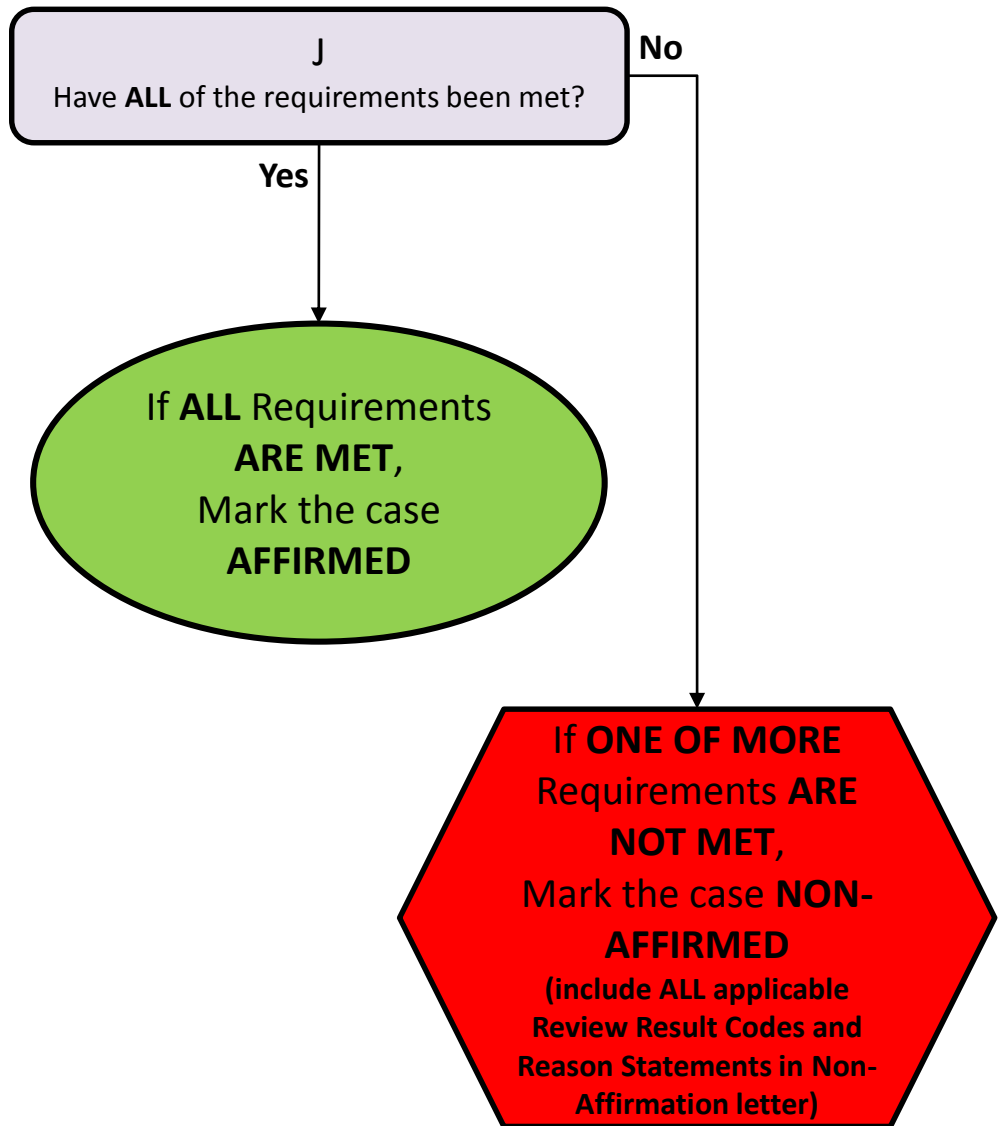 J
Have ALL of the requirements been met?
No
Yes
If ALL Requirements
ARE MET,
Mark the case
AFFIRMED
If ONE OF MORE
Requirements ARE
NOT MET,
Mark the case NON-
AFFIRMED
(include ALL applicable
Review Result Codes and
Reason Statements in Non-
Affirmation letter)